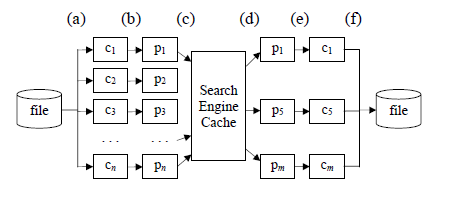 (a) (b) (c) (d) (e) (f)
c1 p1 p1 c1
c2 p2
Search
Engine
Cache
file c3 p3 p5 c5 file
... ...
cn pn pm cm